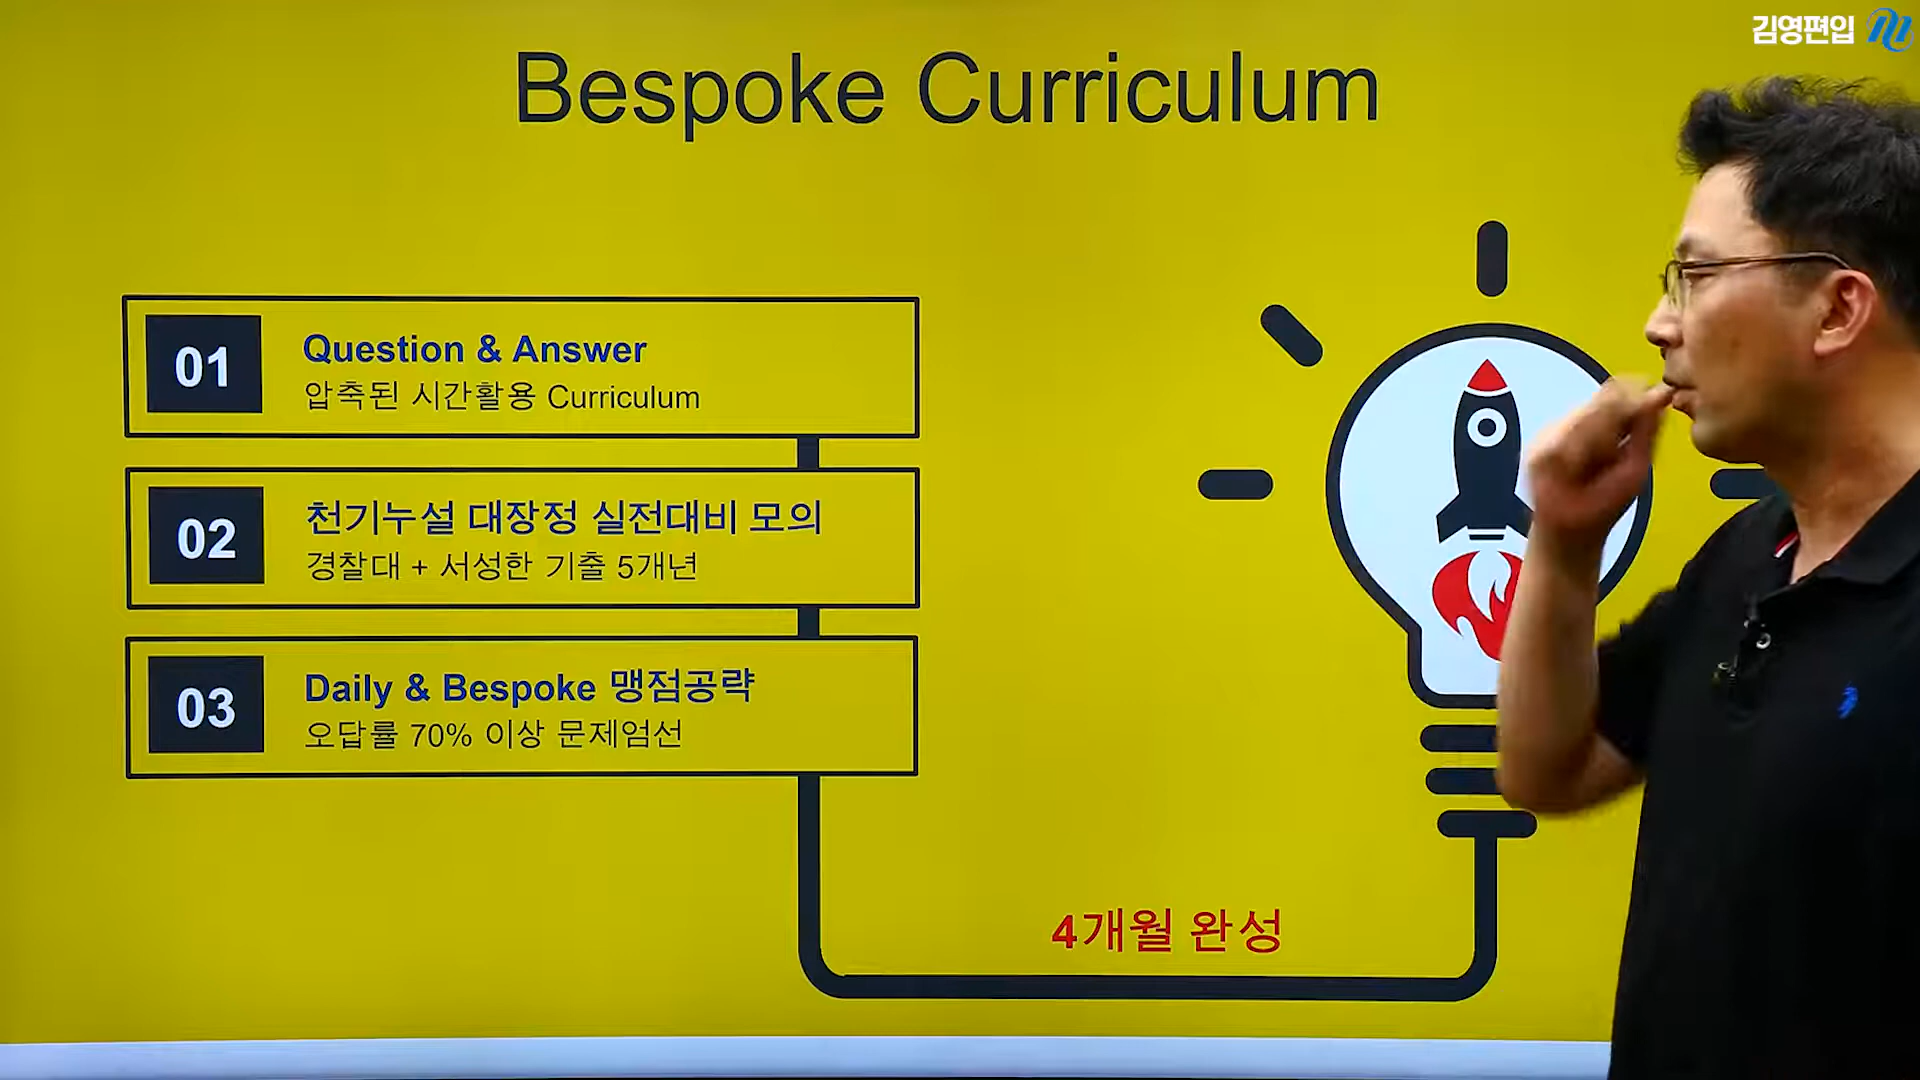 김영편입
Bespoke Curriculum
01
Question & Answer
압축된 시간활용 Curriculum
02
천기누설 대장정 실전대비 모의
경찰대 + 서성한 기출 5개년
03
Daily & Bespoke 맹점공략
오답률 70% 이상 문제엄선
4개월 완성